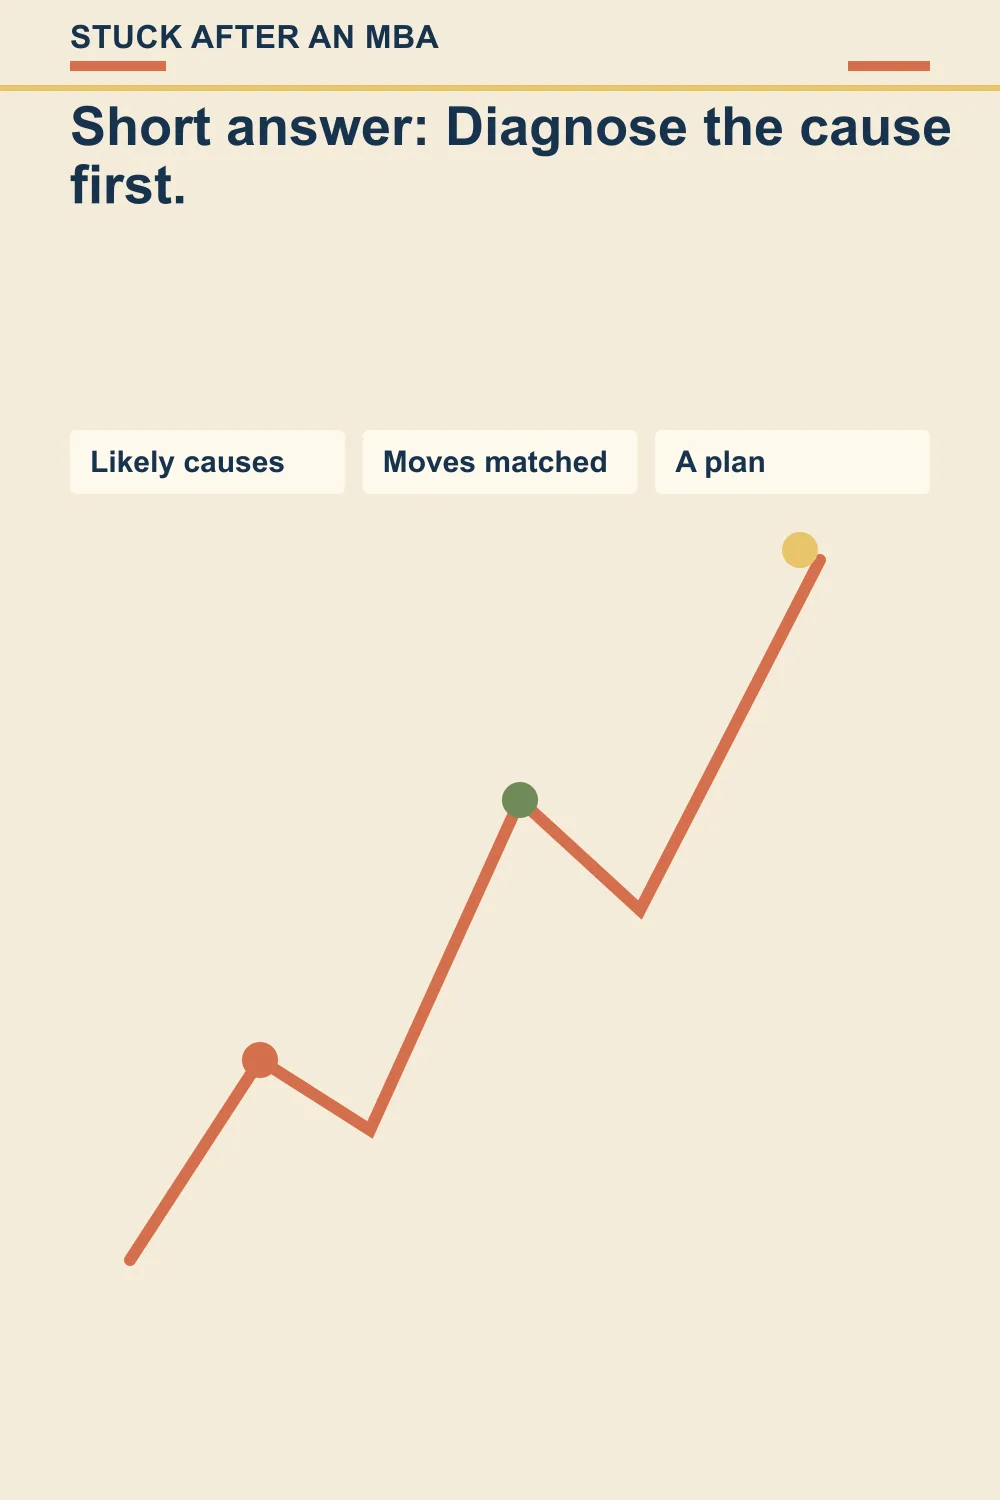 STUCK AFTER AN MBA
Short answer: Diagnose the cause
first.
Likely causes
Moves matched
A plan